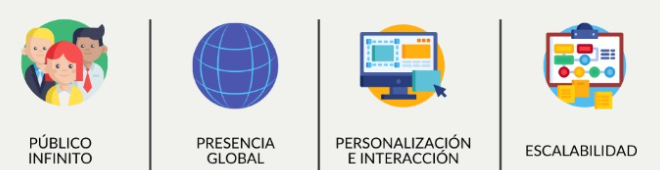 PÚBLICO
INFINITO
PRESENCIA
GLOBAL
PERSONALIZACIÓN
E INTERACCIÓN
ESCALABILIDAD